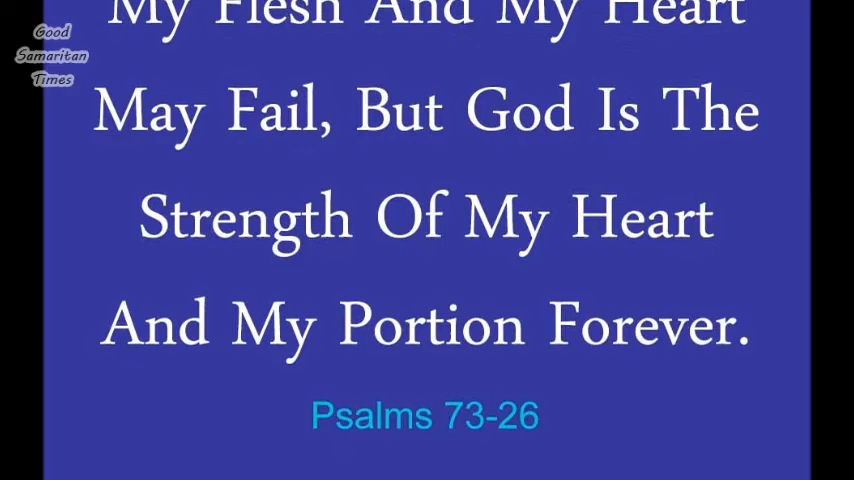 Good
Samaritan
Times
My Flesh And My Heart
May Fail, But God Is The
Strength Of My Heart
And My Portion Forever.
Psalms 73-26